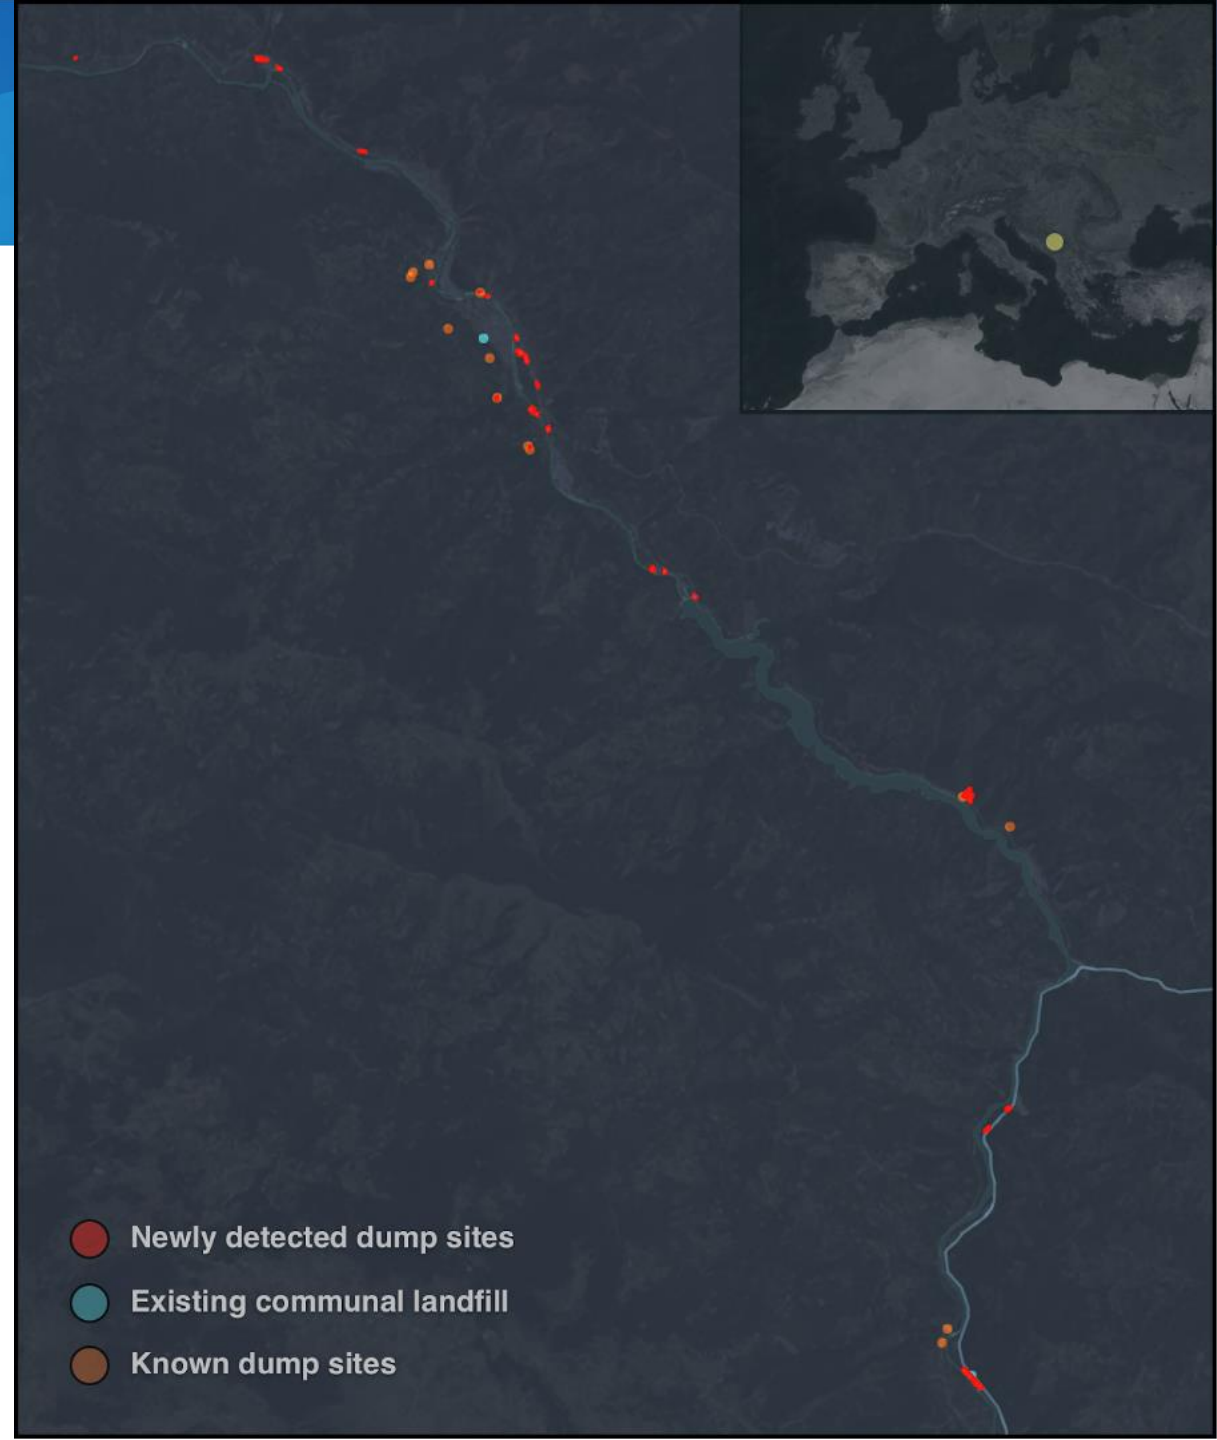 Newly detected dump sites
Existing communal landfill
Known dump sites